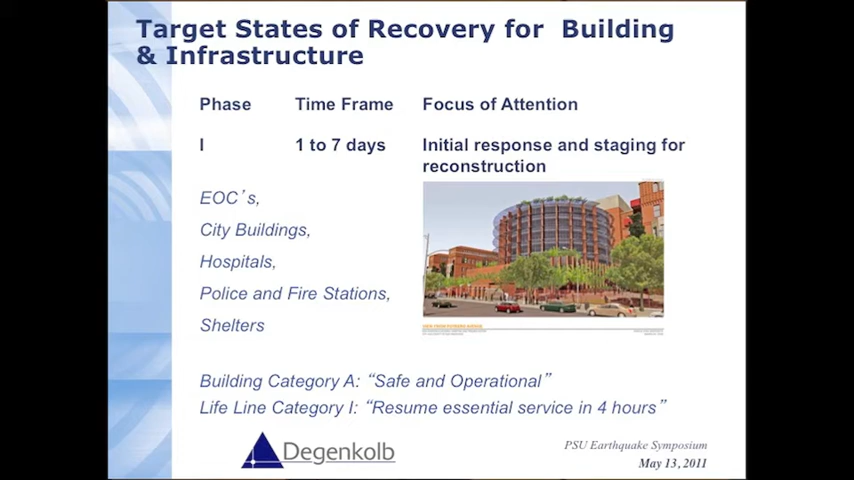 Target States of Recovery for Building
& Infrastructure
Phase Time Frame Focus of Attention
I 1 to 7 days Initial response and staging for
reconstruction
EOC's,
City Buildings,
Hospitals,
Police and Fire Stations,
Shelters
Building Category A: “Safe and Operational”
Life Line Category I: “Resume essential service in 4 hours”
Degenkolb
PSU Earthquake Symposium
May 13, 2011